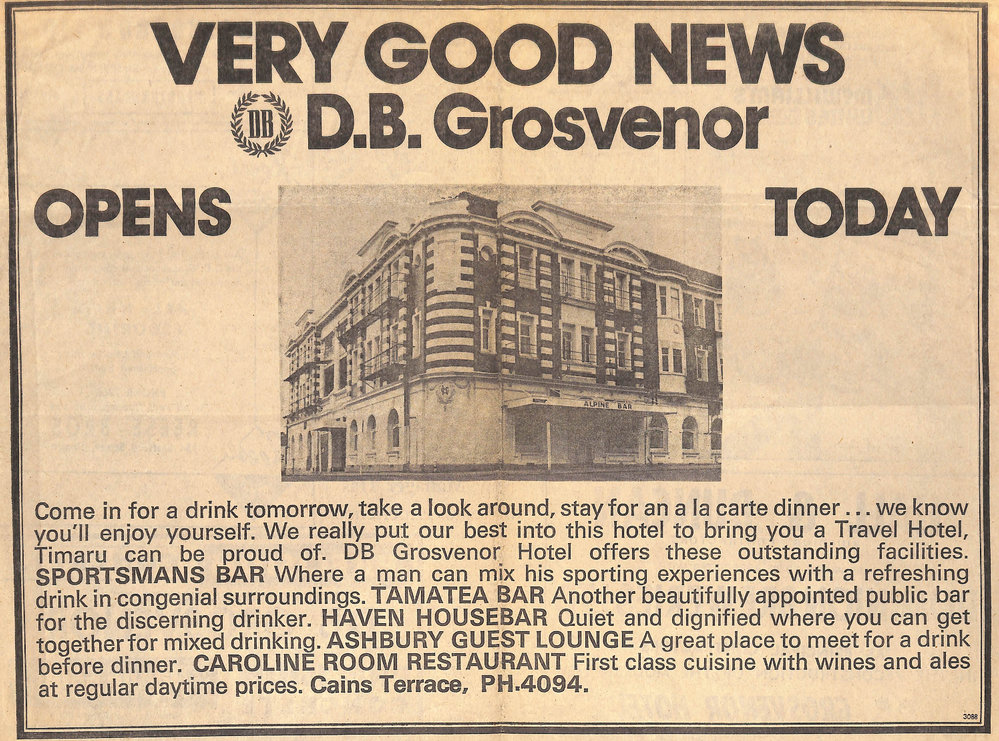 VERY GOOD NEWS
DB D.B. Grosvenor
OPENS TODAY
ALPINE BAR
Come in for a drink tomorrow, take a look around, stay for an a la carte dinner ... we know
you'll enjoy yourself. We really put our best into this hotel to bring you a Travel Hotel,
Timaru can be proud of. DB Grosvenor Hotel offers these outstanding facilities.
SPORTSMANS BAR Where a man can mix his sporting experiences with a refreshing
drink in congenial surroundings. TAMATEA BAR Another beautifully appointed public bar
for the discerning drinker. HAVEN HOUSEBAR Quiet and dignified where you can get
together for mixed drinking. ASHBURY GUEST LOUNGE A great place to meet for a drink
before dinner. CAROLINE ROOM RESTAURANT First class cuisine with wines and ales
at regular daytime prices. Cains Terrace, PH.4094.
3088